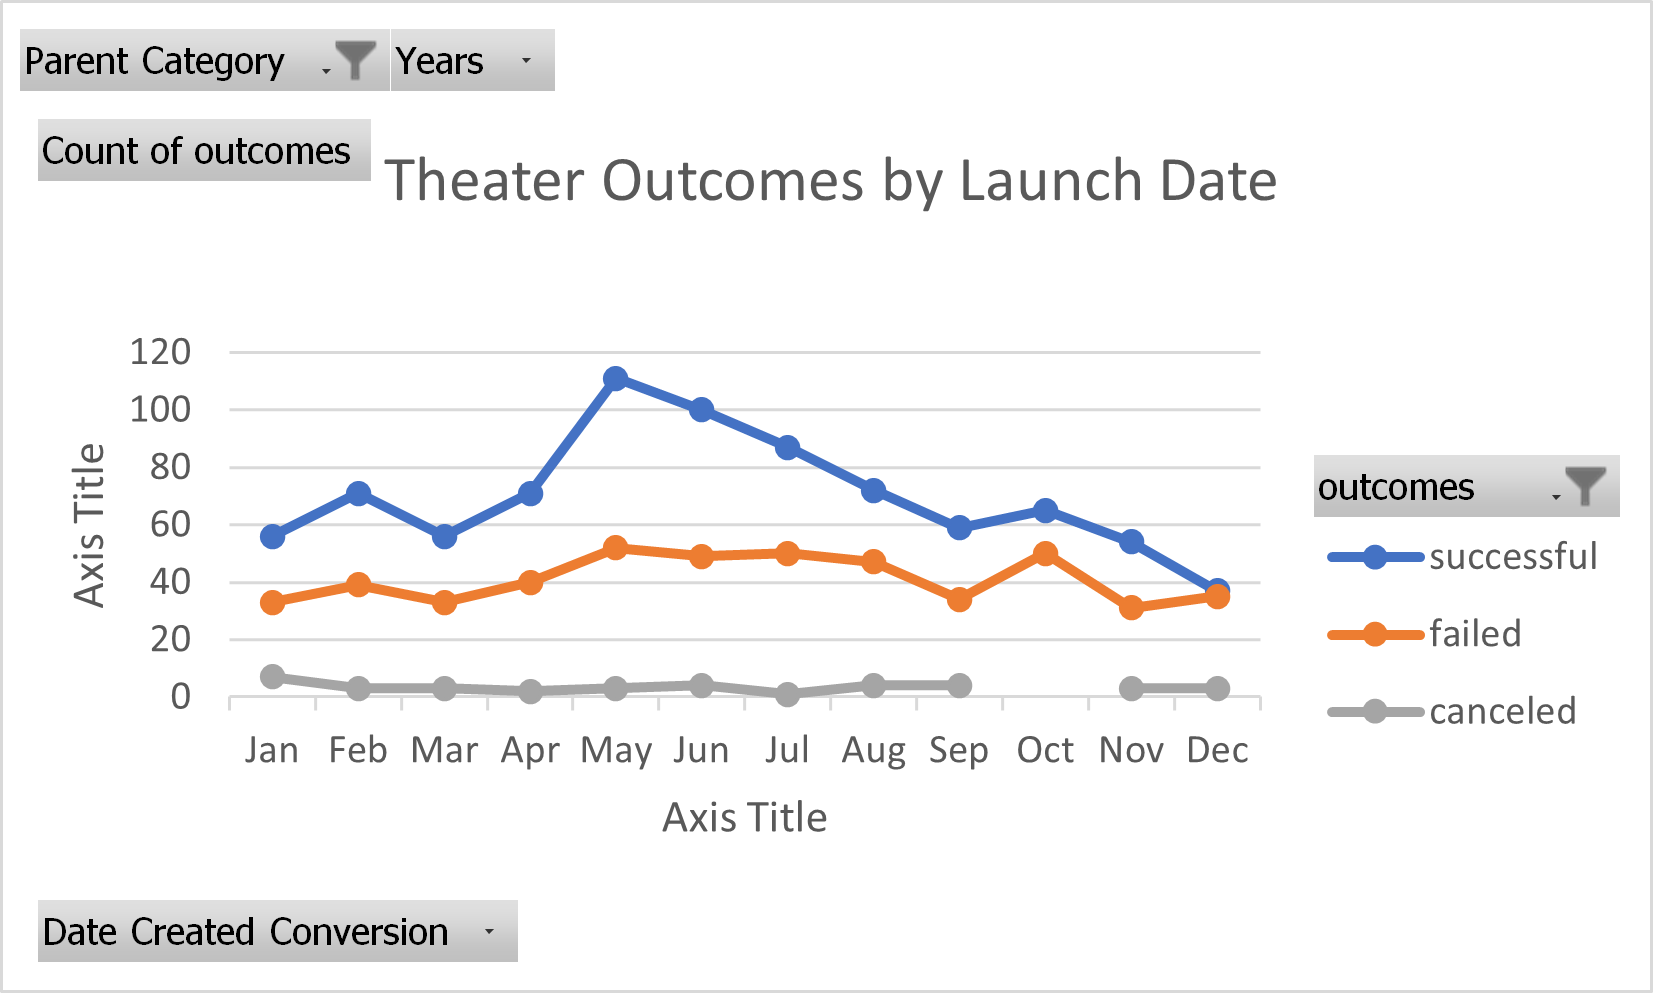 Parent Category Years
Count of outcomes
Theater Outcomes by Launch Date
120
100
80
60
40
20
0
Axis Title
Jan Feb Mar Apr May Jun Jul Aug Sep Oct Nov Dec
Axis Title
outcomes
successful
failed
canceled
Date Created Conversion